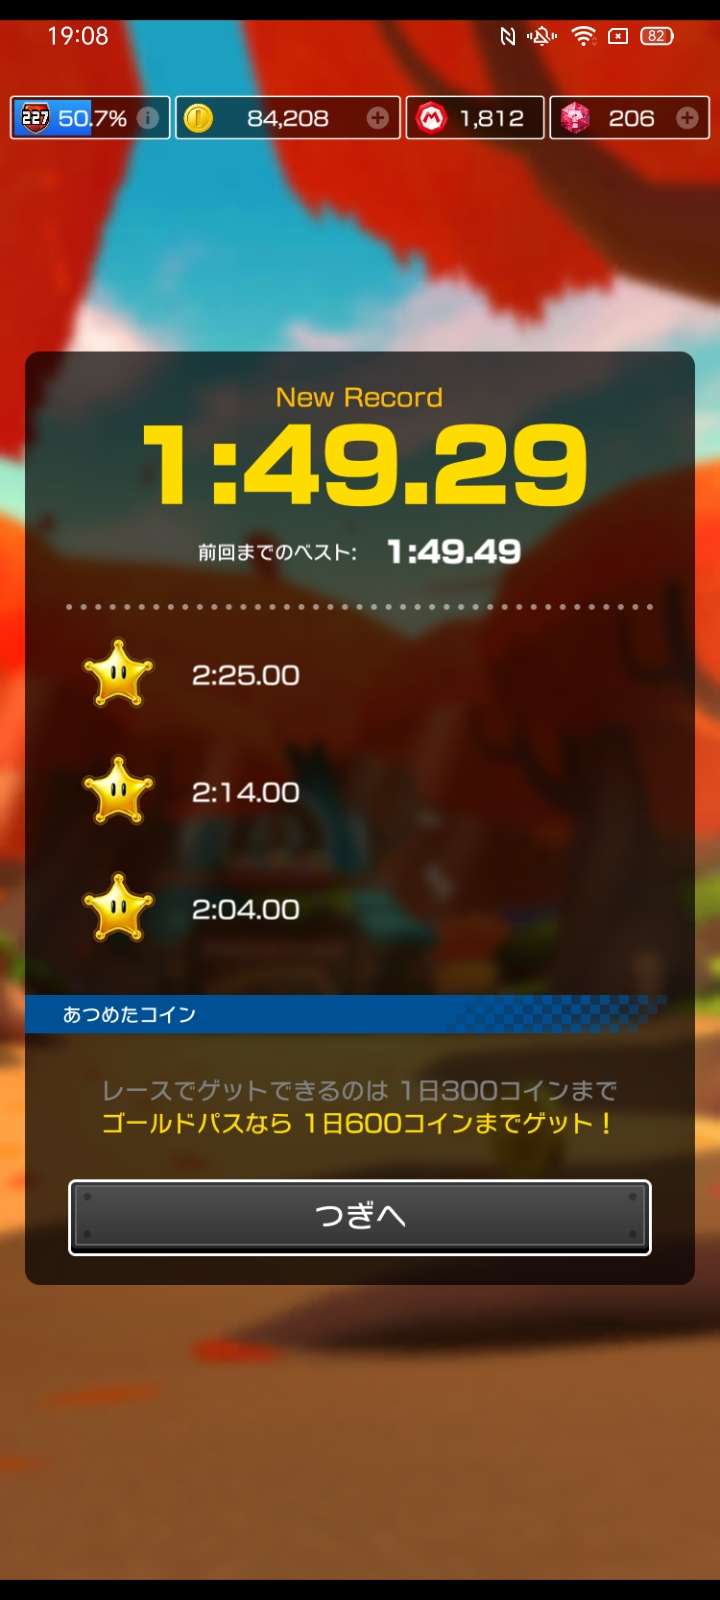 19:08
82
227 50.7% 84,208 1,812 206
New Record
1:49.29
前回までのベスト: 1:49.49
2:25.00
2:14.00
2:04.00
あつめたコイン
レースでゲットできるのは 1日300コインまで
ゴールドパスなら 1日600コインまでゲット！
つぎへ